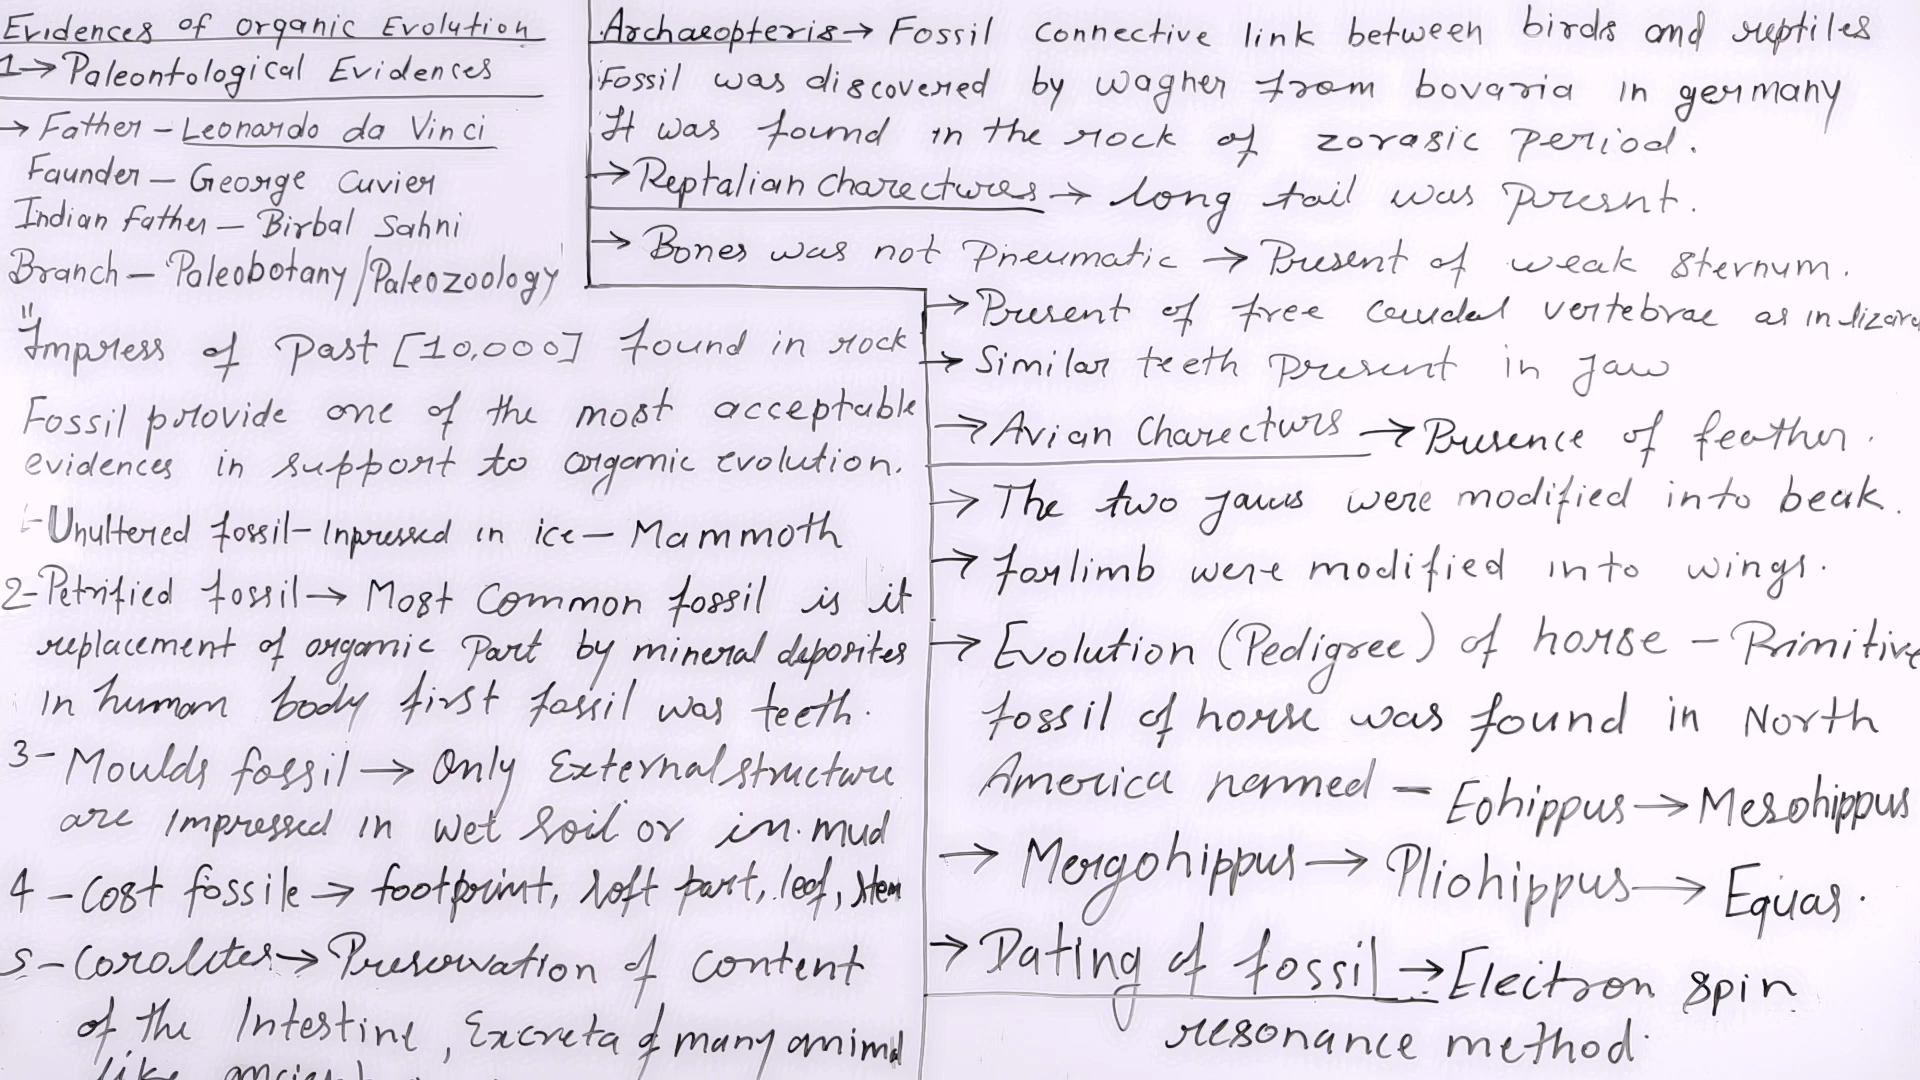 Evidences of organic Evolution
1→ Paleontological Evidences
→ Father - Leonardo da Vinci
Faunder - George Cuvier
Indian Father - Birbal Sahni
Branch - Paleobotany/Paleozoology
"Impress of Past [10,000] found in rock
Fossil provide one of the most acceptable
evidences in support to organic evolution.
1- Unultered fossil - Inpressed in ice - Mammoth
2- Petrified fossil → Most Common fossil is it
replacement of organic Part by mineral deposites
in human body first fossil was teeth.
3- Moulds fossil → Only External structure
are impressed in wet soil or in. mud
4 - Cost fossile → footprint, soft part, leaf, stem
5 - Coroliter → Preservation of content
of the Intestine, Excreta of many animal
like ancient
Archaeopteris → Fossil connective link between birds and reptiles
Fossil was discovered by wagner from bovaria in germany
It was found in the rock of zorasic period.
→ Reptalian Charectures → long tail was present.
→ Bones was not Pneumatic → Present of weak sternum.
→ Present of free caudal vertebrae as in lizard
→ Similar teeth present in Jaw
→ Avian Charecturs → Presence of feather.
→ The two jaws were modified into beak.
→ forlimb were modified into wings.
→ Evolution (Pedigree) of horse - Primitive
fossil of horse was found in North
America named - Eohippus → Mesohippus
→ Mergohippus → Pliohippus → Equas.
→ Dating of fossil → Electron spin
resonance method.